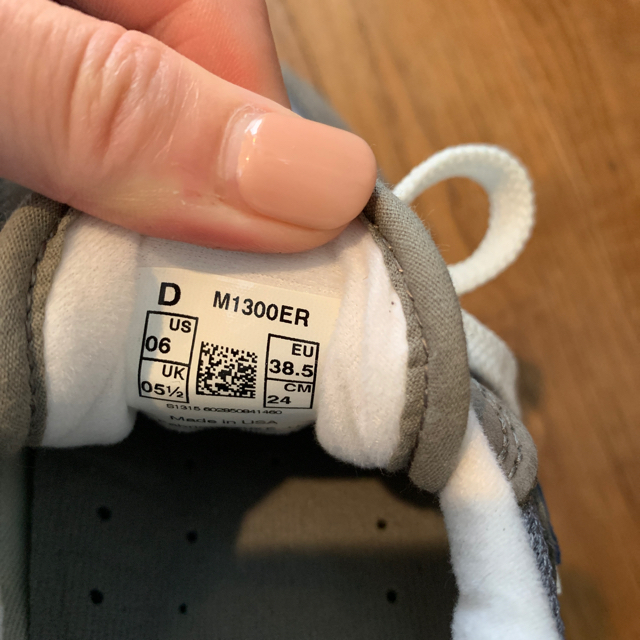 D M1300ER
US
06
UK
05½
EU
38.5
CM
24
Made in USA